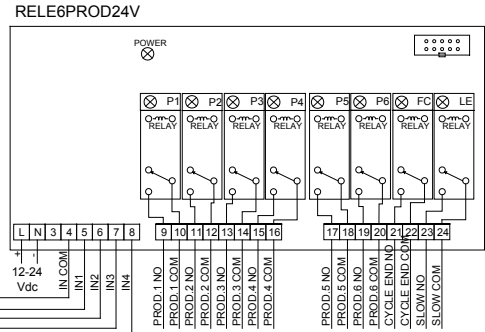 RELE6PROD24V
POWER
P1 P2 P3 P4 P5 P6 FC LE
RELAY RELAY RELAY RELAY RELAY RELAY RELAY RELAY
L N 3 4 5 6 7 8 9 10 11 12 13 14 15 16 17 18 19 20 21 22 23 24
+ -
12-24
Vdc
IN COM
IN1
IN2
IN3
IN4
PROD.1 NO
PROD.1 COM
PROD.2 NO
PROD.2 COM
PROD.3 NO
PROD.3 COM
PROD.4 NO
PROD.4 COM
PROD.5 NO
PROD.5 COM
PROD.6 NO
PROD.6 COM
CYCLE END NO
CYCLE END COM
SLOW NO
SLOW COM